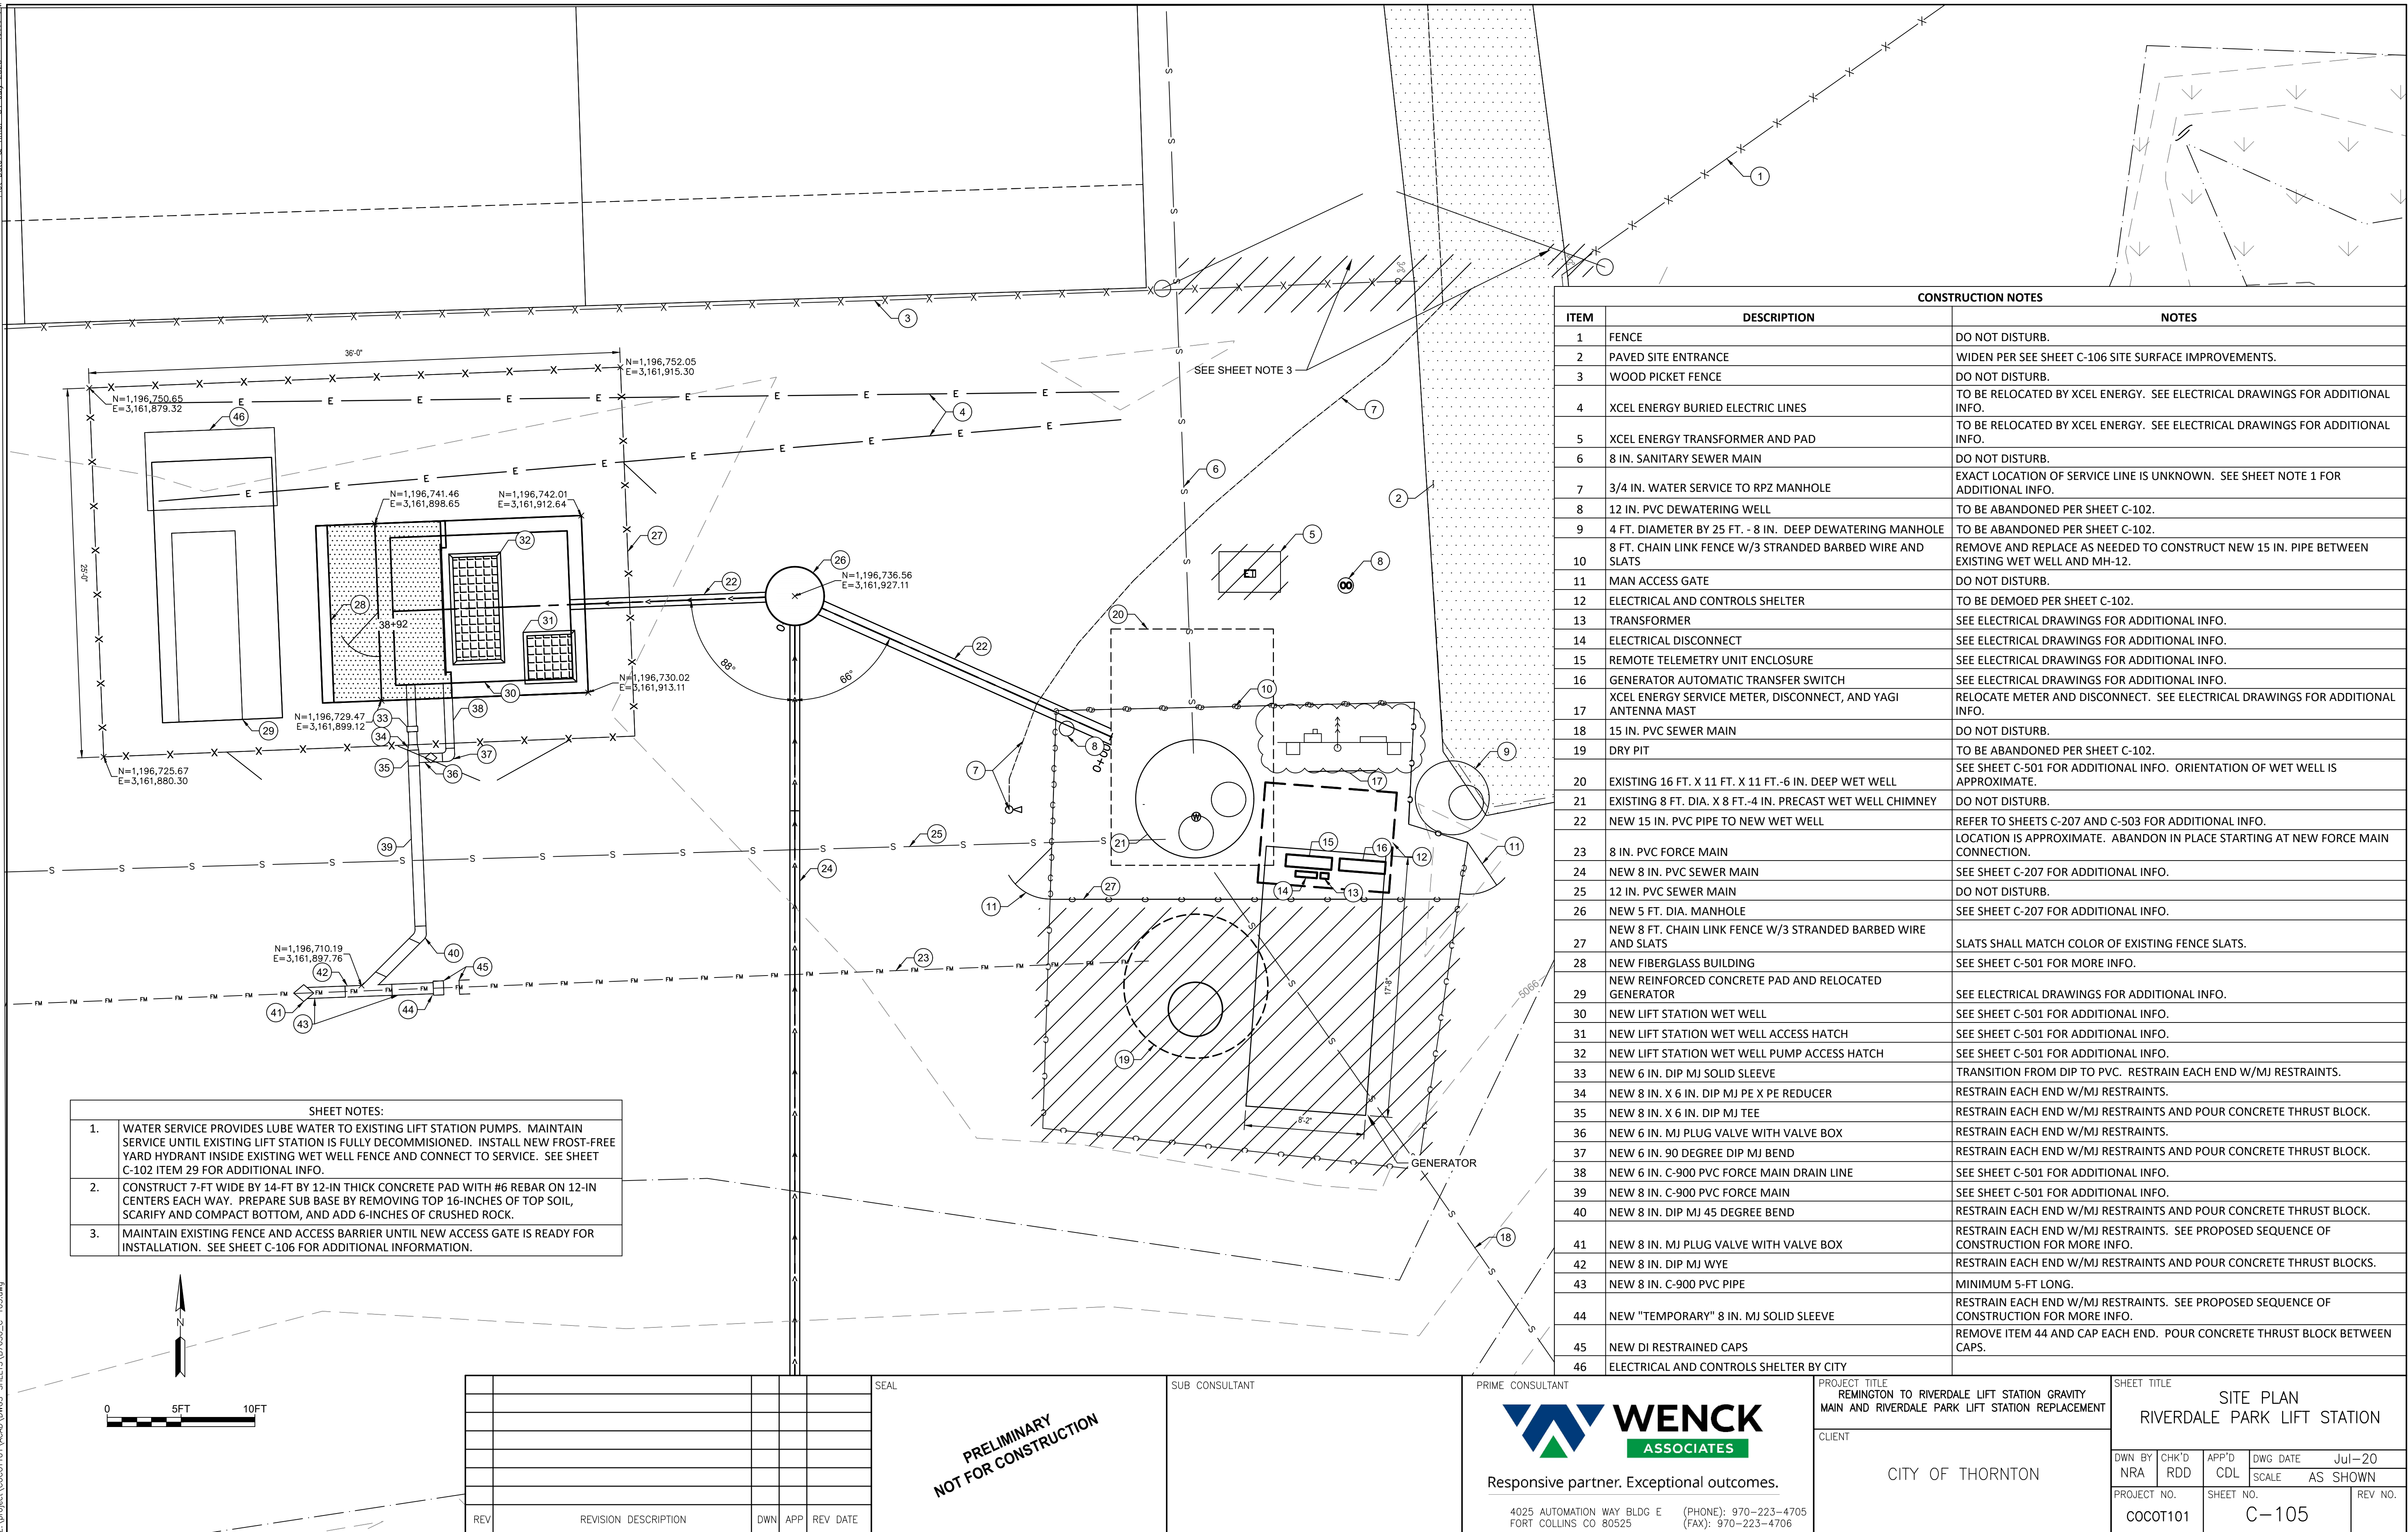 36'-0"
25'-0"
N=1,196,752.05
E=3,161,915.30
N=1,196,750.65
E=3,161,879.32
N=1,196,741.46
E=3,161,898.65
N=1,196,742.01
E=3,161,912.64
N=1,196,736.56
E=3,161,927.11
N=1,196,730.02
E=3,161,913.11
N=1,196,729.47
E=3,161,899.12
N=1,196,725.67
E=3,161,880.30
N=1,196,710.19
E=3,161,897.76
38+92
88°
66°
0+00
SEE SHEET NOTE 3
17'-8"
8'-2"
GENERATOR
5066
CONSTRUCTION NOTES
ITEM DESCRIPTION NOTES
1 FENCE DO NOT DISTURB.
2 PAVED SITE ENTRANCE WIDEN PER SEE SHEET C-106 SITE SURFACE IMPROVEMENTS.
3 WOOD PICKET FENCE DO NOT DISTURB.
4 XCEL ENERGY BURIED ELECTRIC LINES TO BE RELOCATED BY XCEL ENERGY. SEE ELECTRICAL DRAWINGS FOR ADDITIONAL
INFO.
5 XCEL ENERGY TRANSFORMER AND PAD TO BE RELOCATED BY XCEL ENERGY. SEE ELECTRICAL DRAWINGS FOR ADDITIONAL
INFO.
6 8 IN. SANITARY SEWER MAIN DO NOT DISTURB.
7 3/4 IN. WATER SERVICE TO RPZ MANHOLE EXACT LOCATION OF SERVICE LINE IS UNKNOWN. SEE SHEET NOTE 1 FOR
ADDITIONAL INFO.
8 12 IN. PVC DEWATERING WELL TO BE ABANDONED PER SHEET C-102.
9 4 FT. DIAMETER BY 25 FT. - 8 IN. DEEP DEWATERING MANHOLE TO BE ABANDONED PER SHEET C-102.
10 8 FT. CHAIN LINK FENCE W/3 STRANDED BARBED WIRE AND
SLATS
REMOVE AND REPLACE AS NEEDED TO CONSTRUCT NEW 15 IN. PIPE BETWEEN
EXISTING WET WELL AND MH-12.
11 MAN ACCESS GATE DO NOT DISTURB.
12 ELECTRICAL AND CONTROLS SHELTER TO BE DEMOED PER SHEET C-102.
13 TRANSFORMER SEE ELECTRICAL DRAWINGS FOR ADDITIONAL INFO.
14 ELECTRICAL DISCONNECT SEE ELECTRICAL DRAWINGS FOR ADDITIONAL INFO.
15 REMOTE TELEMETRY UNIT ENCLOSURE SEE ELECTRICAL DRAWINGS FOR ADDITIONAL INFO.
16 GENERATOR AUTOMATIC TRANSFER SWITCH SEE ELECTRICAL DRAWINGS FOR ADDITIONAL INFO.
17 XCEL ENERGY SERVICE METER, DISCONNECT, AND YAGI
ANTENNA MAST
RELOCATE METER AND DISCONNECT. SEE ELECTRICAL DRAWINGS FOR ADDITIONAL
INFO.
18 15 IN. PVC SEWER MAIN DO NOT DISTURB.
19 DRY PIT TO BE ABANDONED PER SHEET C-102.
20 EXISTING 16 FT. X 11 FT. X 11 FT.-6 IN. DEEP WET WELL SEE SHEET C-501 FOR ADDITIONAL INFO. ORIENTATION OF WET WELL IS
APPROXIMATE.
21 EXISTING 8 FT. DIA. X 8 FT.-4 IN. PRECAST WET WELL CHIMNEY DO NOT DISTURB.
22 NEW 15 IN. PVC PIPE TO NEW WET WELL REFER TO SHEETS C-207 AND C-503 FOR ADDITIONAL INFO.
23 8 IN. PVC FORCE MAIN LOCATION IS APPROXIMATE. ABANDON IN PLACE STARTING AT NEW FORCE MAIN
CONNECTION.
24 NEW 8 IN. PVC SEWER MAIN SEE SHEET C-207 FOR ADDITIONAL INFO.
25 12 IN. PVC SEWER MAIN DO NOT DISTURB.
26 NEW 5 FT. DIA. MANHOLE SEE SHEET C-207 FOR ADDITIONAL INFO.
27 NEW 8 FT. CHAIN LINK FENCE W/3 STRANDED BARBED WIRE
AND SLATS SLATS SHALL MATCH COLOR OF EXISTING FENCE SLATS.
28 NEW FIBERGLASS BUILDING SEE SHEET C-501 FOR MORE INFO.
29 NEW REINFORCED CONCRETE PAD AND RELOCATED
GENERATOR SEE ELECTRICAL DRAWINGS FOR ADDITIONAL INFO.
30 NEW LIFT STATION WET WELL SEE SHEET C-501 FOR ADDITIONAL INFO.
31 NEW LIFT STATION WET WELL ACCESS HATCH SEE SHEET C-501 FOR ADDITIONAL INFO.
32 NEW LIFT STATION WET WELL PUMP ACCESS HATCH SEE SHEET C-501 FOR ADDITIONAL INFO.
33 NEW 6 IN. DIP MJ SOLID SLEEVE TRANSITION FROM DIP TO PVC. RESTRAIN EACH END W/MJ RESTRAINTS.
34 NEW 8 IN. X 6 IN. DIP MJ PE X PE REDUCER RESTRAIN EACH END W/MJ RESTRAINTS.
35 NEW 8 IN. X 6 IN. DIP MJ TEE RESTRAIN EACH END W/MJ RESTRAINTS AND POUR CONCRETE THRUST BLOCK.
36 NEW 6 IN. MJ PLUG VALVE WITH VALVE BOX RESTRAIN EACH END W/MJ RESTRAINTS.
37 NEW 6 IN. 90 DEGREE DIP MJ BEND RESTRAIN EACH END W/MJ RESTRAINTS AND POUR CONCRETE THRUST BLOCK.
38 NEW 6 IN. C-900 PVC FORCE MAIN DRAIN LINE SEE SHEET C-501 FOR ADDITIONAL INFO.
39 NEW 8 IN. C-900 PVC FORCE MAIN SEE SHEET C-501 FOR ADDITIONAL INFO.
40 NEW 8 IN. DIP MJ 45 DEGREE BEND RESTRAIN EACH END W/MJ RESTRAINTS AND POUR CONCRETE THRUST BLOCK.
41 NEW 8 IN. MJ PLUG VALVE WITH VALVE BOX RESTRAIN EACH END W/MJ RESTRAINTS. SEE PROPOSED SEQUENCE OF
CONSTRUCTION FOR MORE INFO.
42 NEW 8 IN. DIP MJ WYE RESTRAIN EACH END W/MJ RESTRAINTS AND POUR CONCRETE THRUST BLOCKS.
43 NEW 8 IN. C-900 PVC PIPE MINIMUM 5-FT LONG.
44 NEW "TEMPORARY" 8 IN. MJ SOLID SLEEVE RESTRAIN EACH END W/MJ RESTRAINTS. SEE PROPOSED SEQUENCE OF
CONSTRUCTION FOR MORE INFO.
45 NEW DI RESTRAINED CAPS REMOVE ITEM 44 AND CAP EACH END. POUR CONCRETE THRUST BLOCK BETWEEN
CAPS.
46 ELECTRICAL AND CONTROLS SHELTER BY CITY
SHEET NOTES:
1. WATER SERVICE PROVIDES LUBE WATER TO EXISTING LIFT STATION PUMPS. MAINTAIN
SERVICE UNTIL EXISTING LIFT STATION IS FULLY DECOMMISIONED. INSTALL NEW FROST-FREE
YARD HYDRANT INSIDE EXISTING WET WELL FENCE AND CONNECT TO SERVICE. SEE SHEET
C-102 ITEM 29 FOR ADDITIONAL INFO.
2. CONSTRUCT 7-FT WIDE BY 14-FT BY 12-IN THICK CONCRETE PAD WITH #6 REBAR ON 12-IN
CENTERS EACH WAY. PREPARE SUB BASE BY REMOVING TOP 16-INCHES OF TOP SOIL,
SCARIFY AND COMPACT BOTTOM, AND ADD 6-INCHES OF CRUSHED ROCK.
3. MAINTAIN EXISTING FENCE AND ACCESS BARRIER UNTIL NEW ACCESS GATE IS READY FOR
INSTALLATION. SEE SHEET C-106 FOR ADDITIONAL INFORMATION.
N
0 5FT 10FT
REV REVISION DESCRIPTION DWN APP REV DATE
SEAL
PRELIMINARY
NOT FOR CONSTRUCTION
SUB CONSULTANT
PRIME CONSULTANT
WENCK
ASSOCIATES
Responsive partner. Exceptional outcomes.
4025 AUTOMATION WAY BLDG E (PHONE): 970-223-4705
FORT COLLINS CO 80525 (FAX): 970-223-4706
PROJECT TITLE
REMINGTON TO RIVERDALE LIFT STATION GRAVITY
MAIN AND RIVERDALE PARK LIFT STATION REPLACEMENT
CLIENT
CITY OF THORNTON
SHEET TITLE
SITE PLAN
RIVERDALE PARK LIFT STATION
DWN BY CHK'D APP'D DWG DATE Jul-20
NRA RDD CDL SCALE AS SHOWN
PROJECT NO. SHEET NO. REV NO.
COCOT101 C-105